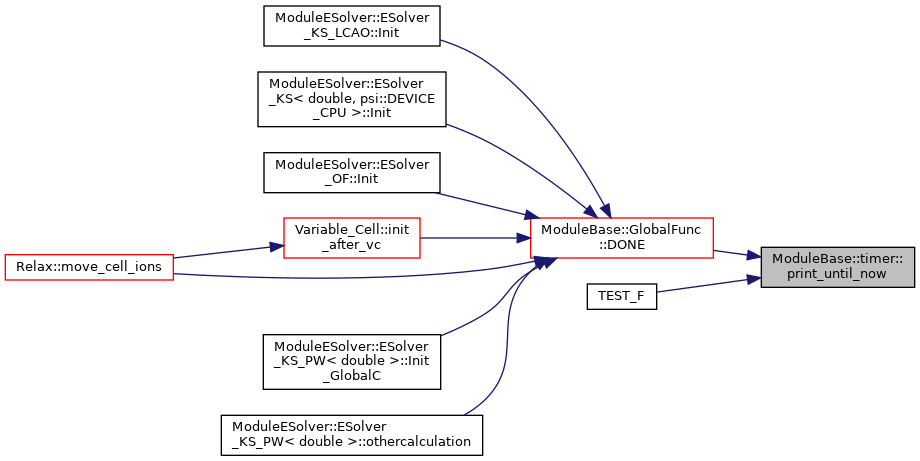 ModuleESolver::ESolver
_KS_LCAO::Init
ModuleESolver::ESolver
_KS< double, psi::DEVICE
_CPU >::Init
ModuleESolver::ESolver
_OF::Init
Variable_Cell::init
_after_vc
Relax::move_cell_ions
ModuleBase::GlobalFunc
::DONE
ModuleBase::timer::
print_until_now
TEST_F
ModuleESolver::ESolver
_KS_PW< double >::Init
_GlobalC
ModuleESolver::ESolver
_KS_PW< double >::othercalculation